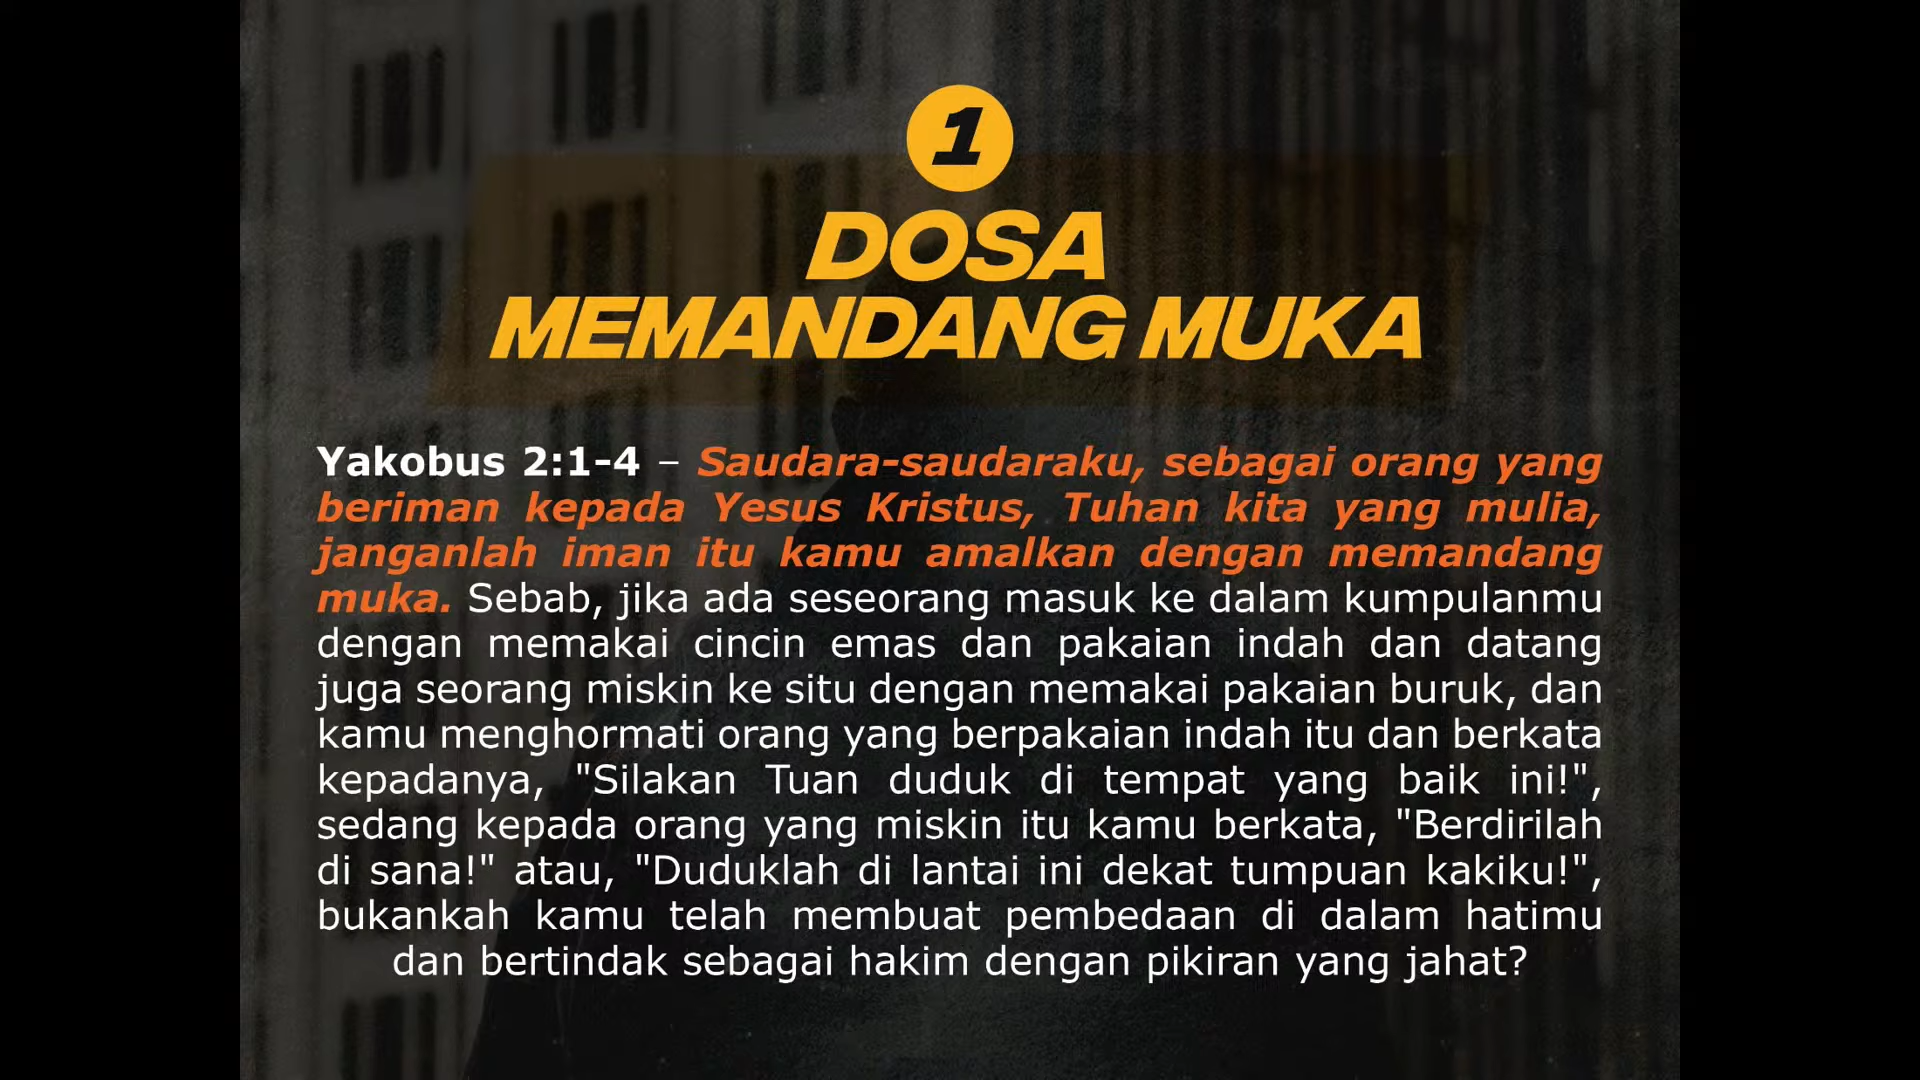 1
DOSA
MEMANDANG MUKA
Yakobus 2:1-4 – Saudara-saudaraku, sebagai orang yang
beriman kepada Yesus Kristus, Tuhan kita yang mulia,
janganlah iman itu kamu amalkan dengan memandang
muka. Sebab, jika ada seseorang masuk ke dalam kumpulanmu
dengan memakai cincin emas dan pakaian indah dan datang
juga seorang miskin ke situ dengan memakai pakaian buruk, dan
kamu menghormati orang yang berpakaian indah itu dan berkata
kepadanya, "Silakan Tuan duduk di tempat yang baik ini!",
sedang kepada orang yang miskin itu kamu berkata, "Berdirilah
di sana!" atau, "Duduklah di lantai ini dekat tumpuan kakiku!",
bukankah kamu telah membuat pembedaan di dalam hatimu
dan bertindak sebagai hakim dengan pikiran yang jahat?